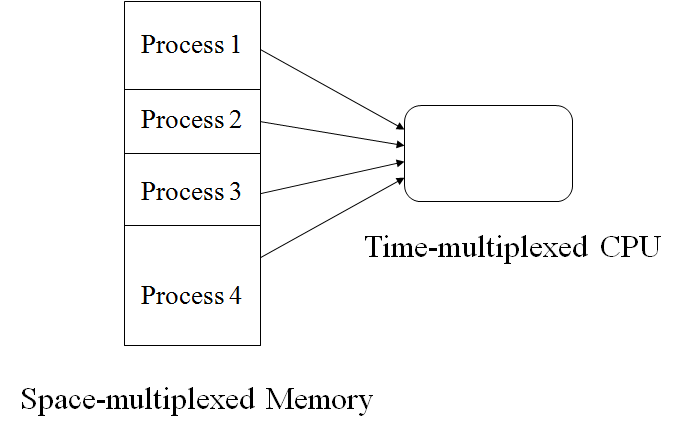 Process 1
Process 2
Process 3
Process 4
Time-multiplexed CPU
Space-multiplexed Memory